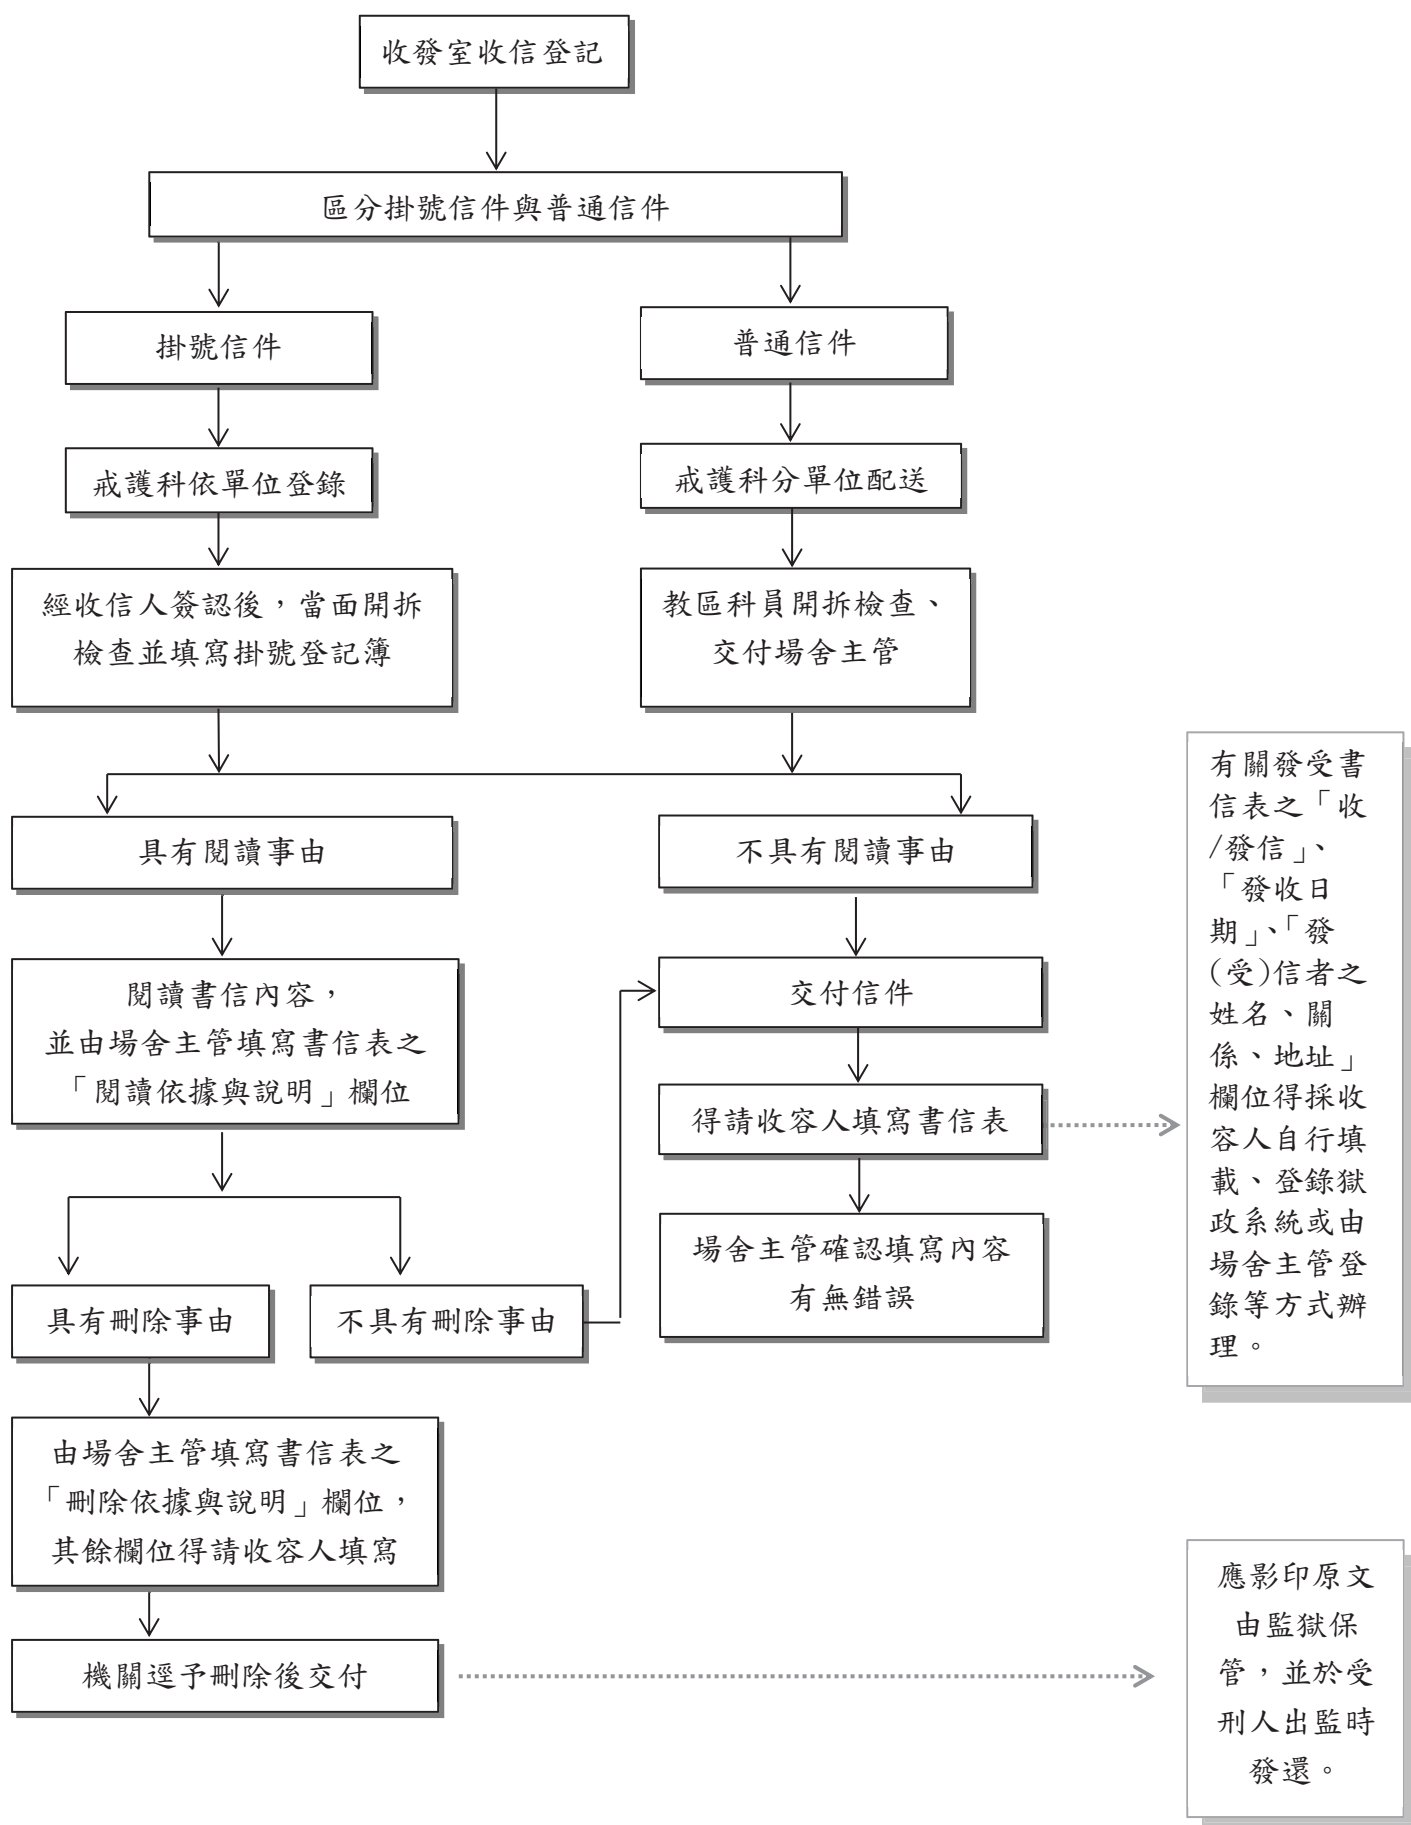 收發室收信登記
區分掛號信件與普通信件
掛號信件
普通信件
戒護科依單位登錄
戒護科分單位配送
經收信人簽認後，當面開拆
檢查並填寫掛號登記簿
教區科員開拆檢查、
交付場舍主管
具有閱讀事由
不具有閱讀事由
閱讀書信內容，
並由場舍主管填寫書信表之
「閱讀依據與說明」欄位
交付信件
得請收容人填寫書信表
場舍主管確認填寫內容
有無錯誤
有關發受書
信表之「收
/發信」、
「發收日
期」、「發
(受)信者之
姓名、關
係、地址」
欄位得採收
容人自行填
載、登錄獄
政系統或由
場舍主管登
錄等方式辦
理。
具有刪除事由
不具有刪除事由
由場舍主管填寫書信表之
「刪除依據與說明」欄位，
其餘欄位得請收容人填寫
機關逕予刪除後交付
應影印原文
由監獄保
管，並於受
刑人出監時
發還。